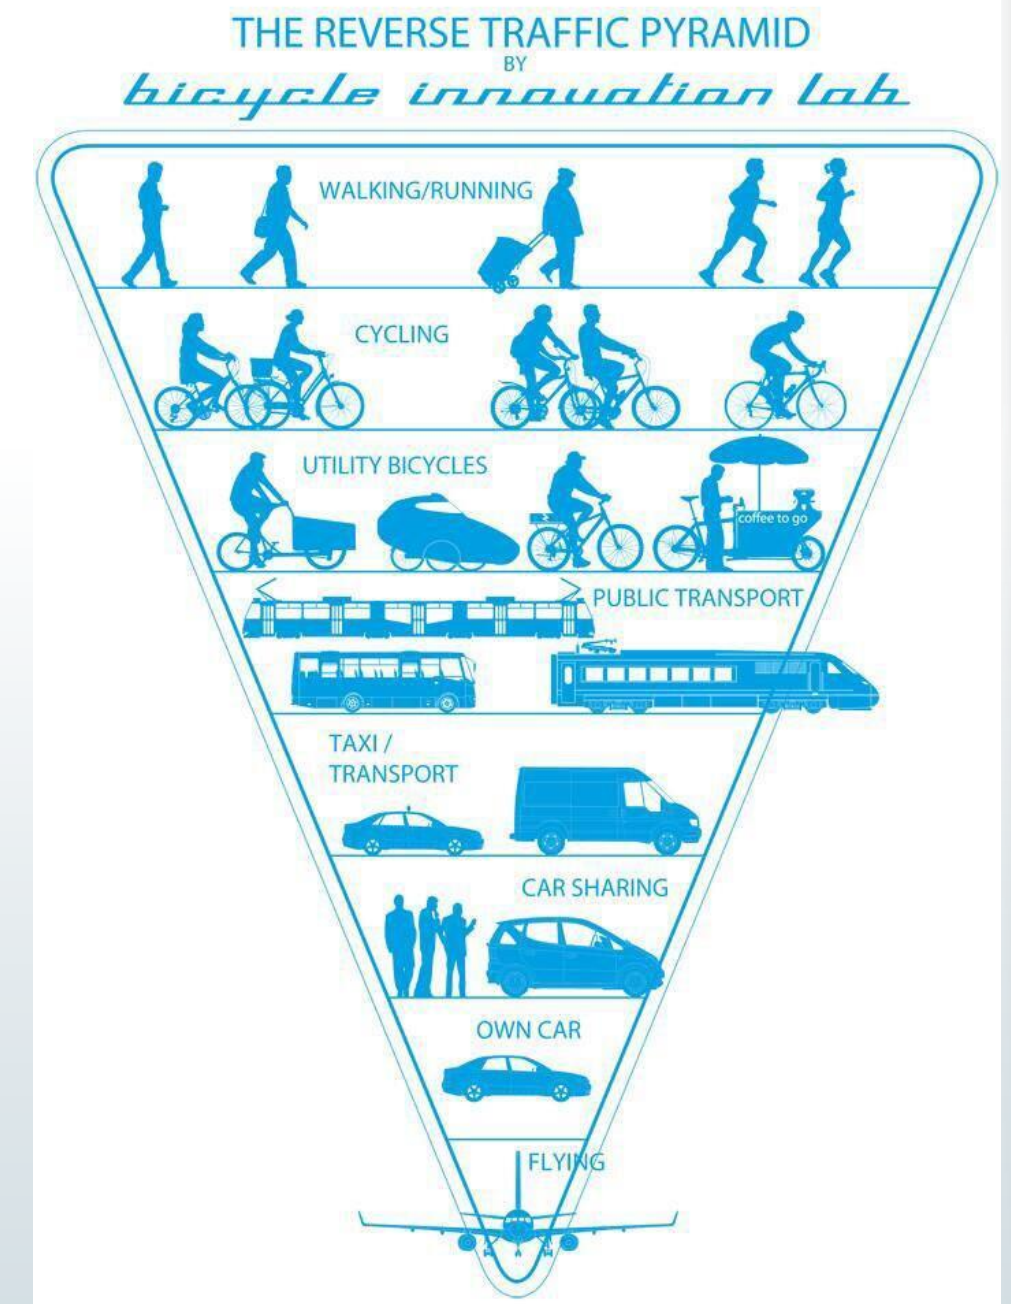 THE REVERSE TRAFFIC PYRAMID
BY
bicycle innovation lab
WALKING/RUNNING
CYCLING
UTILITY BICYCLES
coffee to go
PUBLIC TRANSPORT
TAXI /
TRANSPORT
CAR SHARING
OWN CAR
FLYING